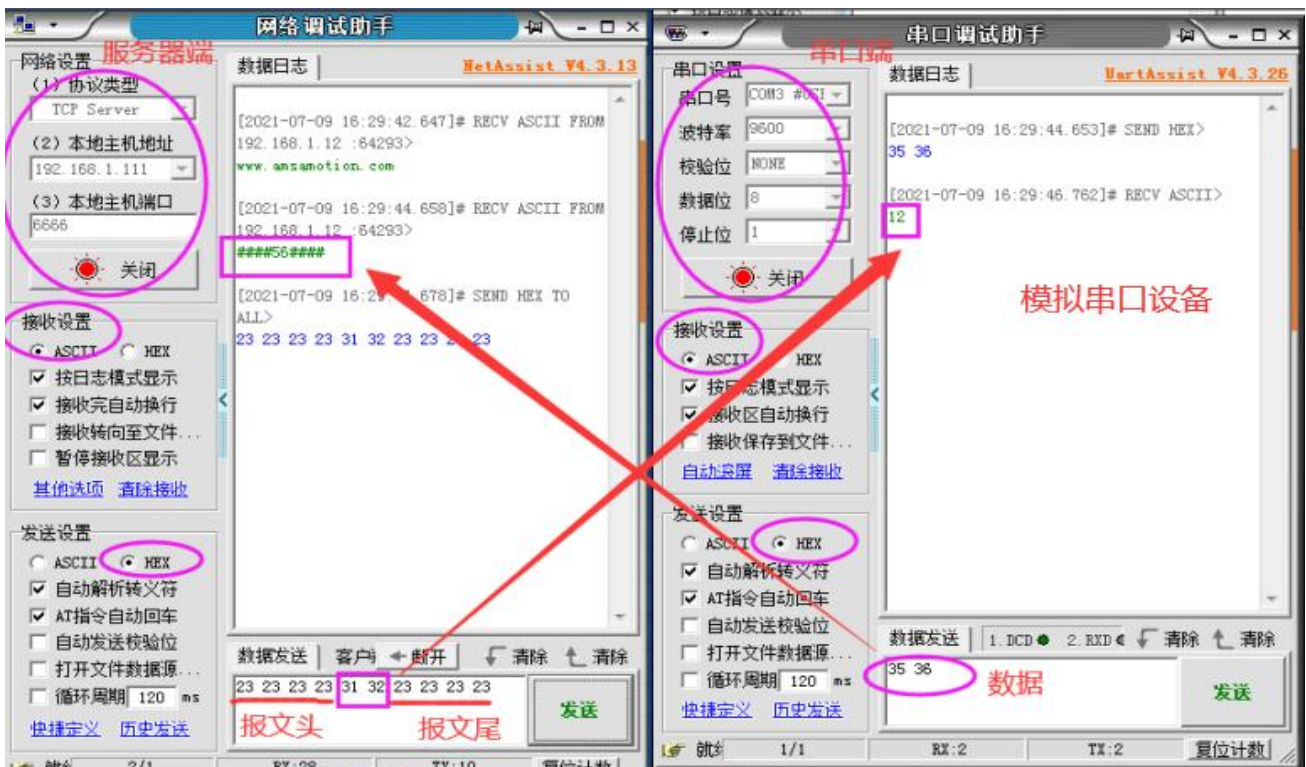 网络调试助手
网络设置
服务器端
(1) 协议类型
TCP Server
(2) 本地主机地址
192.168.1.111
(3) 本地主机端口
6666
关闭
接收设置
ASCII HEX
按日志模式显示
接收完自动换行
接收转向至文件...
暂停接收区显示
其他选项 清除接收
发送设置
ASCII HEX
自动解析转义符
AT指令自动回车
自动发送校验位
打开文件数据源...
循环周期 120 ms
快捷定义 历史发送
数据日志 NetAssist V4.3.13
[2021-07-09 16:29:42.647]# RECV ASCII FROM
192.168.1.12 :64293>
www.amsamotion.com
[2021-07-09 16:29:44.658]# RECV ASCII FROM
192.168.1.12 :64293>
####56####
[2021-07-09 16:29: .678]# SEND HEX TO
ALL>
23 23 23 23 31 32 23 23 23
数据发送 断开 清除 清除
23 23 23 23 31 32 23 23 23 23
报文头 报文尾
发送
2/1 RX:28 TX:10 复位计数
串口调试助手
串口设置
串口端
串口号 COM3
波特率 9600
校验位 NONE
数据位 8
停止位 1
关闭
接收设置
ASCII HEX
按日志模式显示
接收区自动换行
接收保存到文件...
自动滚屏 清除接收
发送设置
ASCII HEX
自动解析转义符
AT指令自动回车
自动发送校验位
打开文件数据源...
循环周期 120 ms
快捷定义 历史发送
数据日志 UartAssist V4.3.26
[2021-07-09 16:29:44.653]# SEND HEX>
35 36
[2021-07-09 16:29:46.762]# RECV ASCII>
12
模拟串口设备
数据发送 1.DCD 2.RXD 清除 清除
35 36
数据
发送
1/1 RX:2 TX:2 复位计数